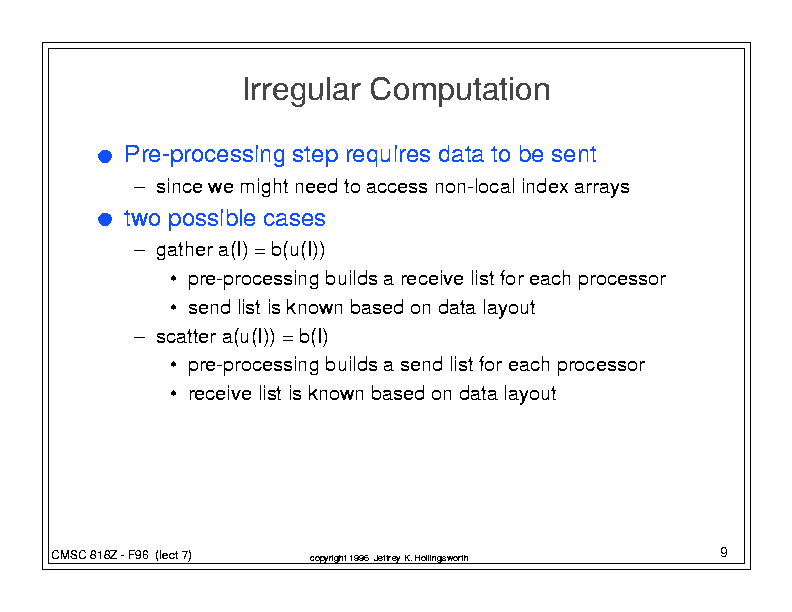 Irregular Computation
● Pre-processing step requires data to be sent
– since we might need to access non-local index arrays
● two possible cases
– gather a(I) = b(u(I))
• pre-processing builds a receive list for each processor
• send list is known based on data layout
– scatter a(u(I)) = b(I)
• pre-processing builds a send list for each processor
• receive list is known based on data layout
CMSC 818Z - F96 (lect 7)
copyright 1996 Jeffrey K. Hollingsworth
9